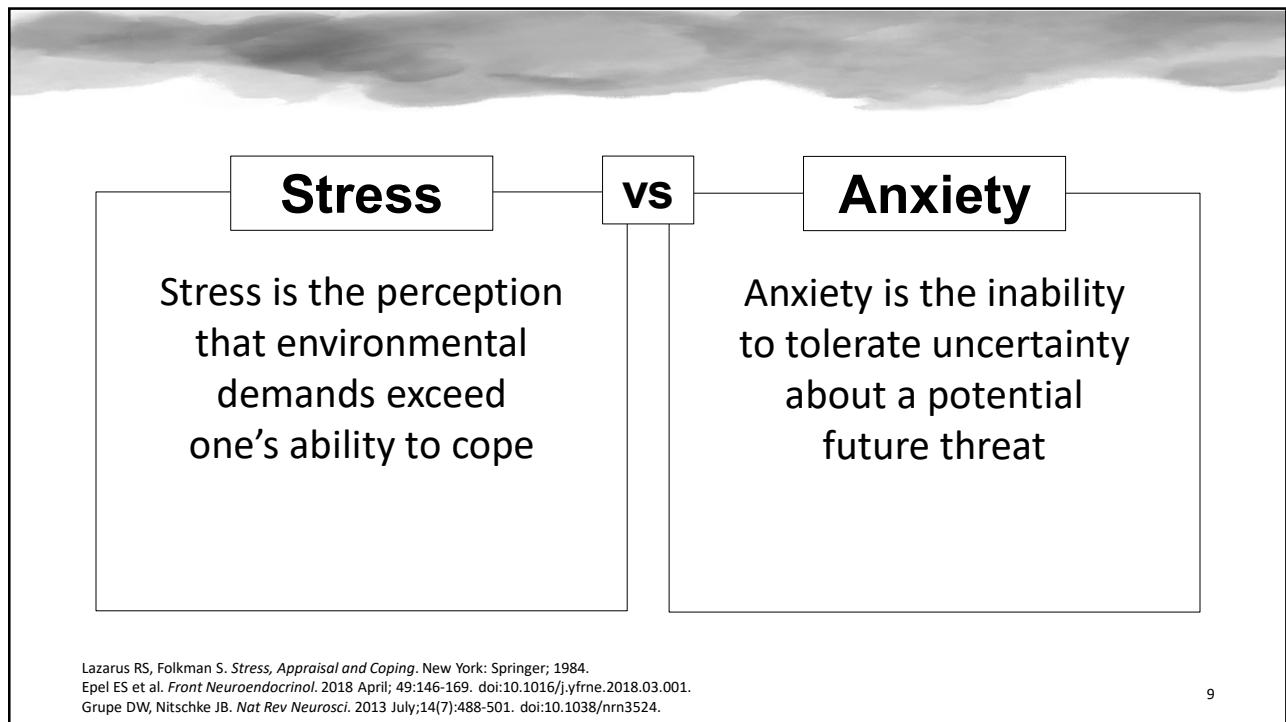 Stress
vs
Anxiety
Stress is the perception
that environmental
demands exceed
one’s ability to cope
Anxiety is the inability
to tolerate uncertainty
about a potential
future threat
Lazarus RS, Folkman S. Stress, Appraisal and Coping. New York: Springer; 1984.
Epel ES et al. Front Neuroendocrinol. 2018 April; 49:146-169. doi:10.1016/j.yfrne.2018.03.001.
Grupe DW, Nitschke JB. Nat Rev Neurosci. 2013 July;14(7):488-501. doi:10.1038/nrn3524.
9